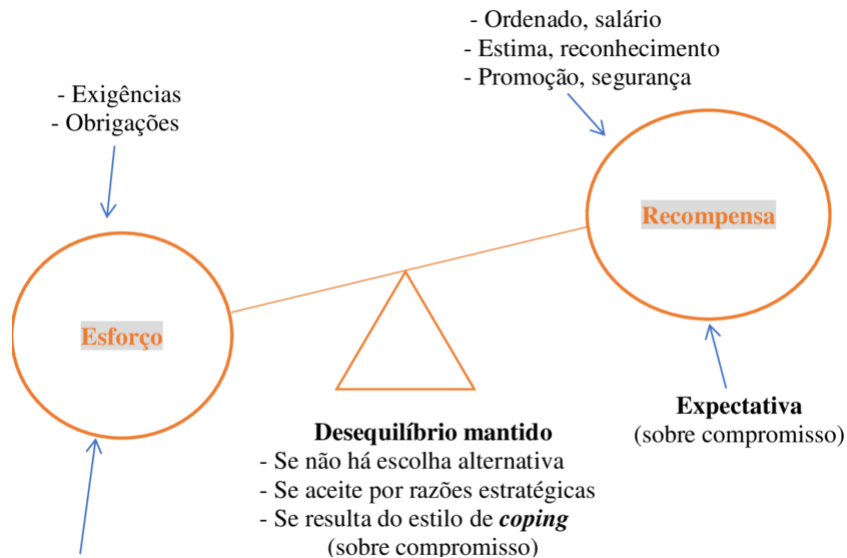 - Ordenado, salário
- Estima, reconhecimento
- Promoção, segurança
- Exigências
- Obrigações
Recompensa
Esforço
Expectativa
(sobre compromisso)
Desequilíbrio mantido
- Se não há escolha alternativa
- Se aceite por razões estratégicas
- Se resulta do estilo de coping
(sobre compromisso)